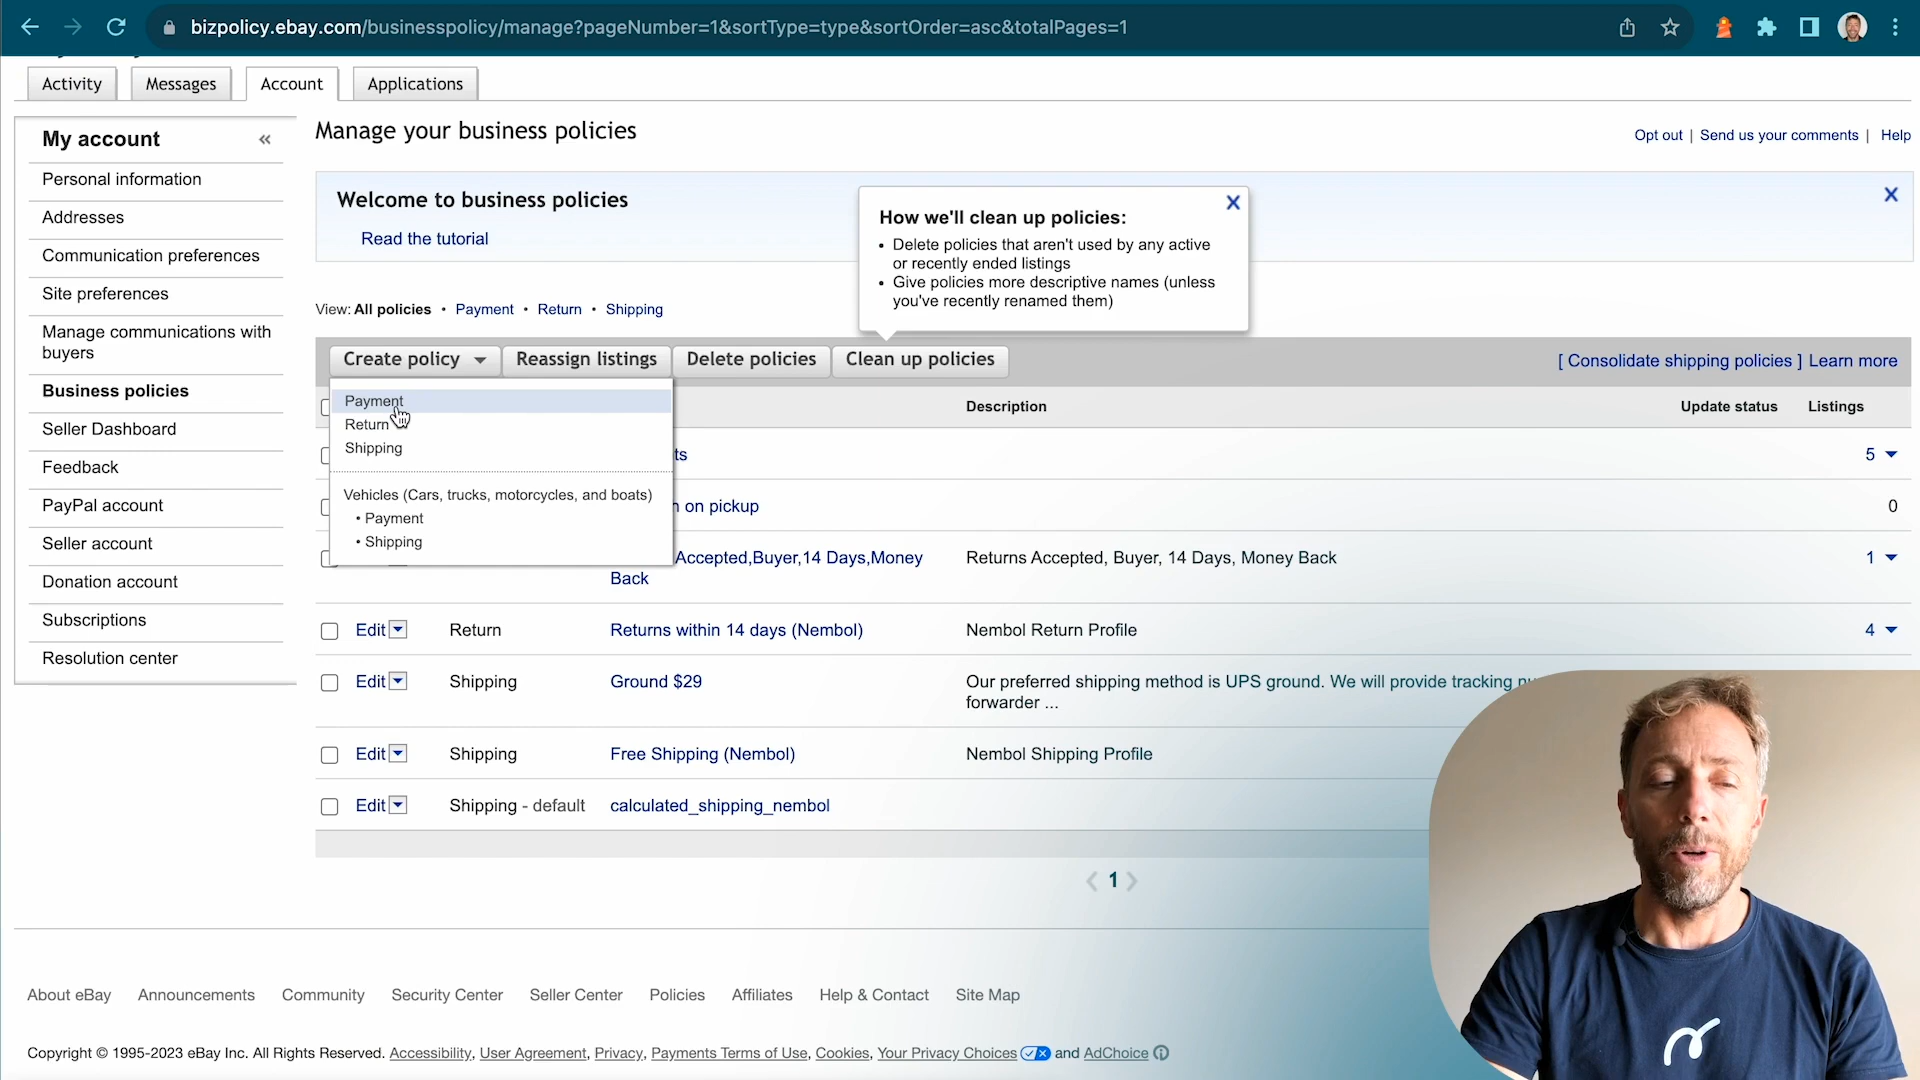 bizpolicy.ebay.com/businesspolicy/manage?pageNumber=1&sortType=type&sortOrder=asc&totalPages=1
Activity
Messages
Account
Applications
My account
«
Personal information
Addresses
Communication preferences
Site preferences
Manage communications with
buyers
Business policies
Seller Dashboard
Feedback
PayPal account
Seller account
Donation account
Subscriptions
Resolution center
Manage your business policies
Opt out | Send us your comments | Help
Welcome to business policies
Read the tutorial
How we'll clean up policies:
• Delete policies that aren't used by any active
or recently ended listings
• Give policies more descriptive names (unless
you've recently renamed them)
View: All policies • Payment • Return • Shipping
Create policy
Reassign listings
Delete policies
Clean up policies
[ Consolidate shipping policies ] Learn more
Payment
Return
Shipping
Vehicles (Cars, trucks, motorcycles, and boats)
• Payment
• Shipping
Description Update status Listings
5
on pickup 0
Accepted,Buyer,14 Days,Money
Back
Returns Accepted, Buyer, 14 Days, Money Back 1
Edit Return Returns within 14 days (Nembol) Nembol Return Profile 4
Edit Shipping Ground $29 Our preferred shipping method is UPS ground. We will provide tracking
forwarder ...
Edit Shipping Free Shipping (Nembol) Nembol Shipping Profile
Edit Shipping - default calculated_shipping_nembol
1
About eBay Announcements Community Security Center Seller Center Policies Affiliates Help & Contact Site Map
Copyright © 1995-2023 eBay Inc. All Rights Reserved. Accessibility, User Agreement, Privacy, Payments Terms of Use, Cookies, Your Privacy Choices and AdChoice